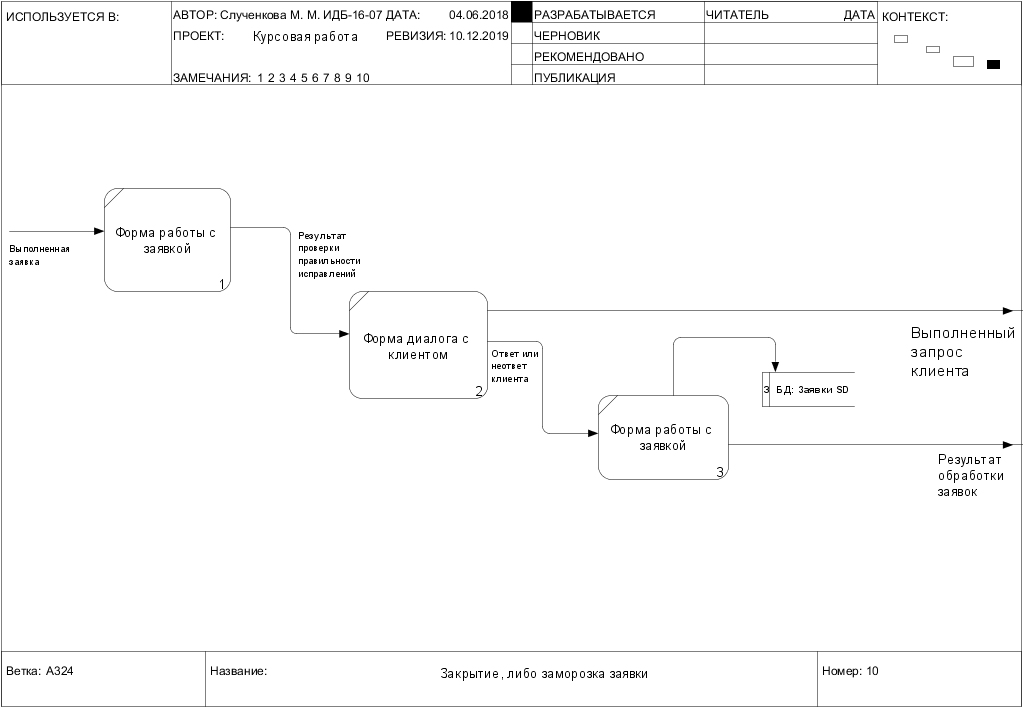 ИСПОЛЬЗУЕТСЯ В:
АВТОР:Слученкова М. М. ИДБ-16-07 ДАТА: 04.06.2018
РАЗРАБАТЫВАЕТСЯ
ЧИТАТЕЛЬ ДАТА
КОНТЕКСТ:
ПРОЕКТ: Курсовая работа РЕВИЗИЯ: 10.12.2019
ЧЕРНОВИК
РЕКОМЕНДОВАНО
ЗАМЕЧАНИЯ: 1 2 3 4 5 6 7 8 9 10
ПУБЛИКАЦИЯ
Выполненная
заявка
Форма работы с
заявкой
1
Результат
проверки
правильности
исправлений
Форма диалога с
клиентом
2
Ответ или
неответ
клиента
Выполненный
запрос
клиента
3 БД: Заявки SD
Форма работы с
заявкой
3
Результат
обработки
заявок
Ветка: A324
Название:
Закрытие, либо заморозка заявки
Номер: 10